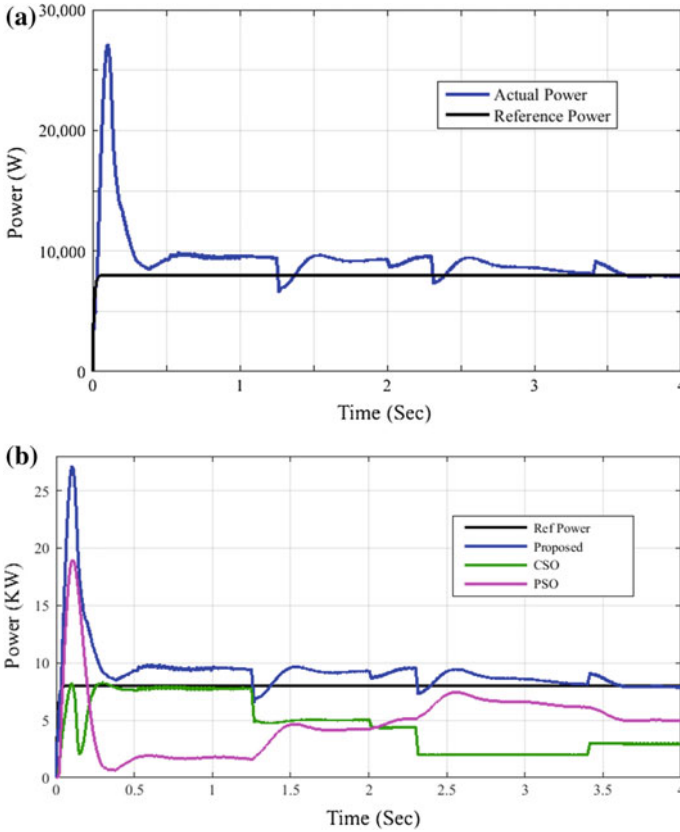 (a)
30,000
20,000
10,000
0
Power (W)
Actual Power
Reference Power
0
1
2
3
4
Time (Sec)
(b)
25
20
15
10
5
0
Power (KW)
Ref Power
Proposed
CSO
PSO
0
0.5
1
1.5
2
2.5
3
3.5
4
Time (Sec)